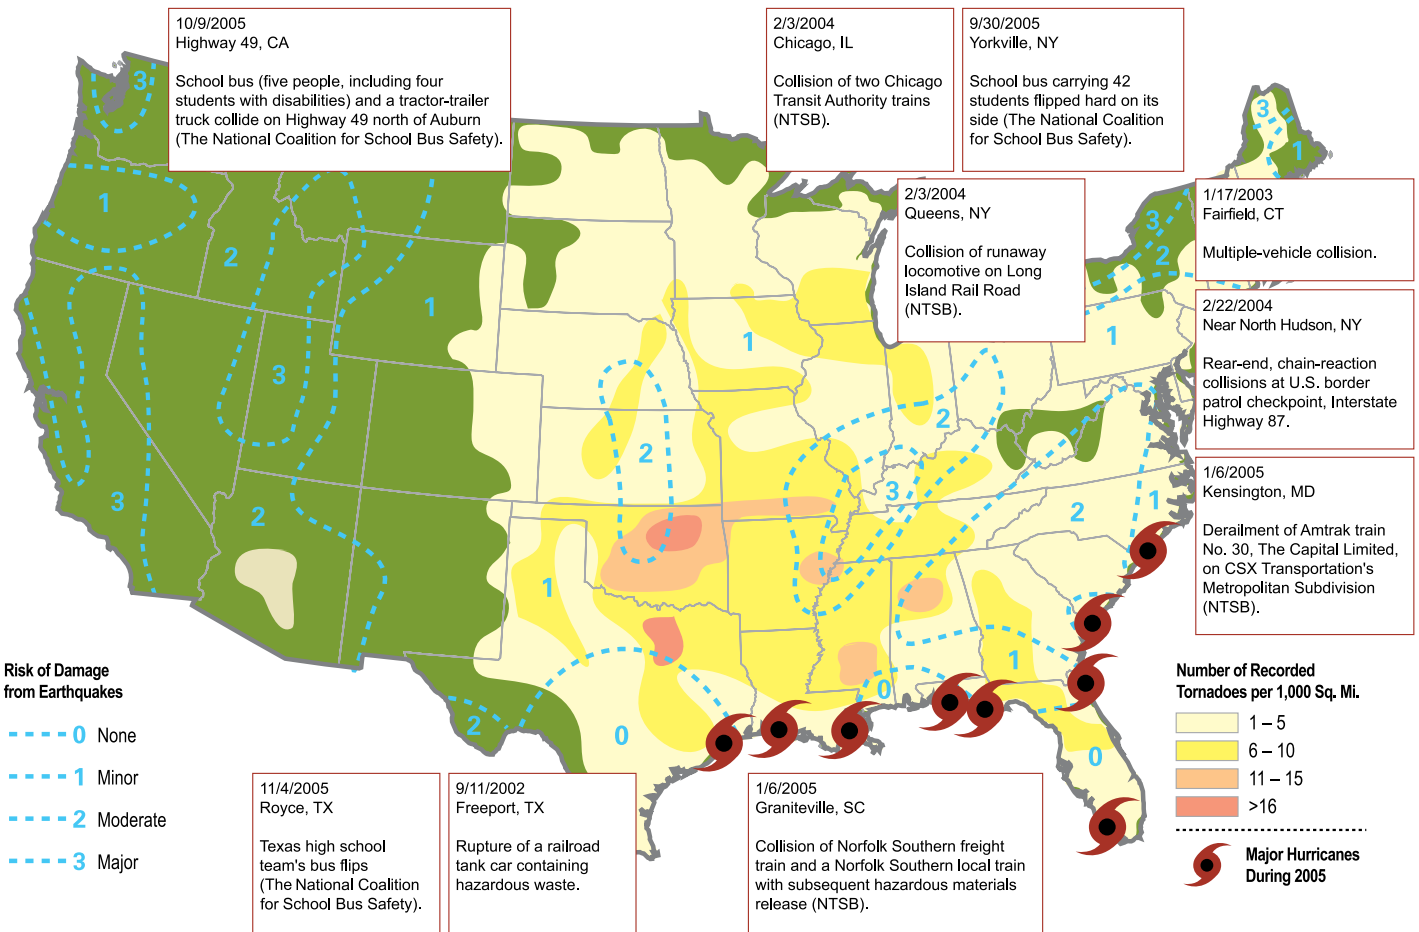 10/9/2005
Highway 49, CA
School bus (five people, including four
students with disabilities) and a tractor-trailer
truck collide on Highway 49 north of Auburn
(The National Coalition for School Bus Safety).
2/3/2004
Chicago, IL
Collision of two Chicago
Transit Authority trains
(NTSB).
9/30/2005
Yorkville, NY
School bus carrying 42
students flipped hard on its
side (The National Coalition
for School Bus Safety).
2/3/2004
Queens, NY
Collision of runaway
locomotive on Long
Island Rail Road
(NTSB).
1/17/2003
Fairfield, CT
Multiple-vehicle collision.
2/22/2004
Near North Hudson, NY
Rear-end, chain-reaction
collisions at U.S. border
patrol checkpoint, Interstate
Highway 87.
1/6/2005
Kensington, MD
Derailment of Amtrak train
No. 30, The Capital Limited,
on CSX Transportation's
Metropolitan Subdivision
(NTSB).
3
3
1
1
3
2
2
1
1
1
3
2
2
3
3
2
2
1
1
1
0
2
0
0
Risk of Damage
from Earthquakes
0 None
1 Minor
2 Moderate
3 Major
Number of Recorded
Tornadoes per 1,000 Sq. Mi.
1 – 5
6 – 10
11 – 15
>16
Major Hurricanes
During 2005
11/4/2005
Royce, TX
Texas high school
team's bus flips
(The National Coalition
for School Bus Safety).
9/11/2002
Freeport, TX
Rupture of a railroad
tank car containing
hazardous waste.
1/6/2005
Graniteville, SC
Collision of Norfolk Southern freight
train and a Norfolk Southern local train
with subsequent hazardous materials
release (NTSB).